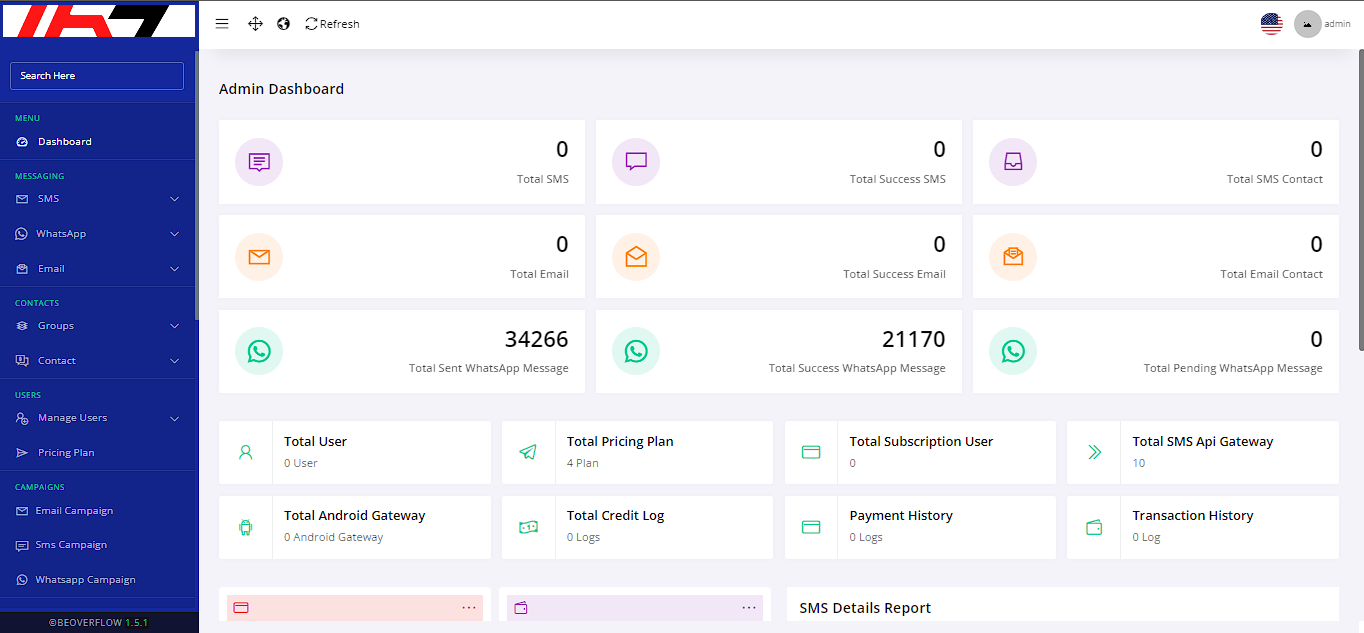 Refresh
admin
Search Here
MENU
Dashboard
MESSAGING
SMS
WhatsApp
Email
CONTACTS
Groups
Contact
USERS
Manage Users
Pricing Plan
CAMPAIGNS
Email Campaign
Sms Campaign
Whatsapp Campaign
©BEOVERFLOW 1.5.1
Admin Dashboard
0
Total SMS
0
Total Success SMS
0
Total SMS Contact
0
Total Email
0
Total Success Email
0
Total Email Contact
34266
Total Sent WhatsApp Message
21170
Total Success WhatsApp Message
0
Total Pending WhatsApp Message
Total User
0 User
Total Pricing Plan
4 Plan
Total Subscription User
0
Total SMS Api Gateway
10
Total Android Gateway
0 Android Gateway
Total Credit Log
0 Logs
Payment History
0 Logs
Transaction History
0 Log
SMS Details Report